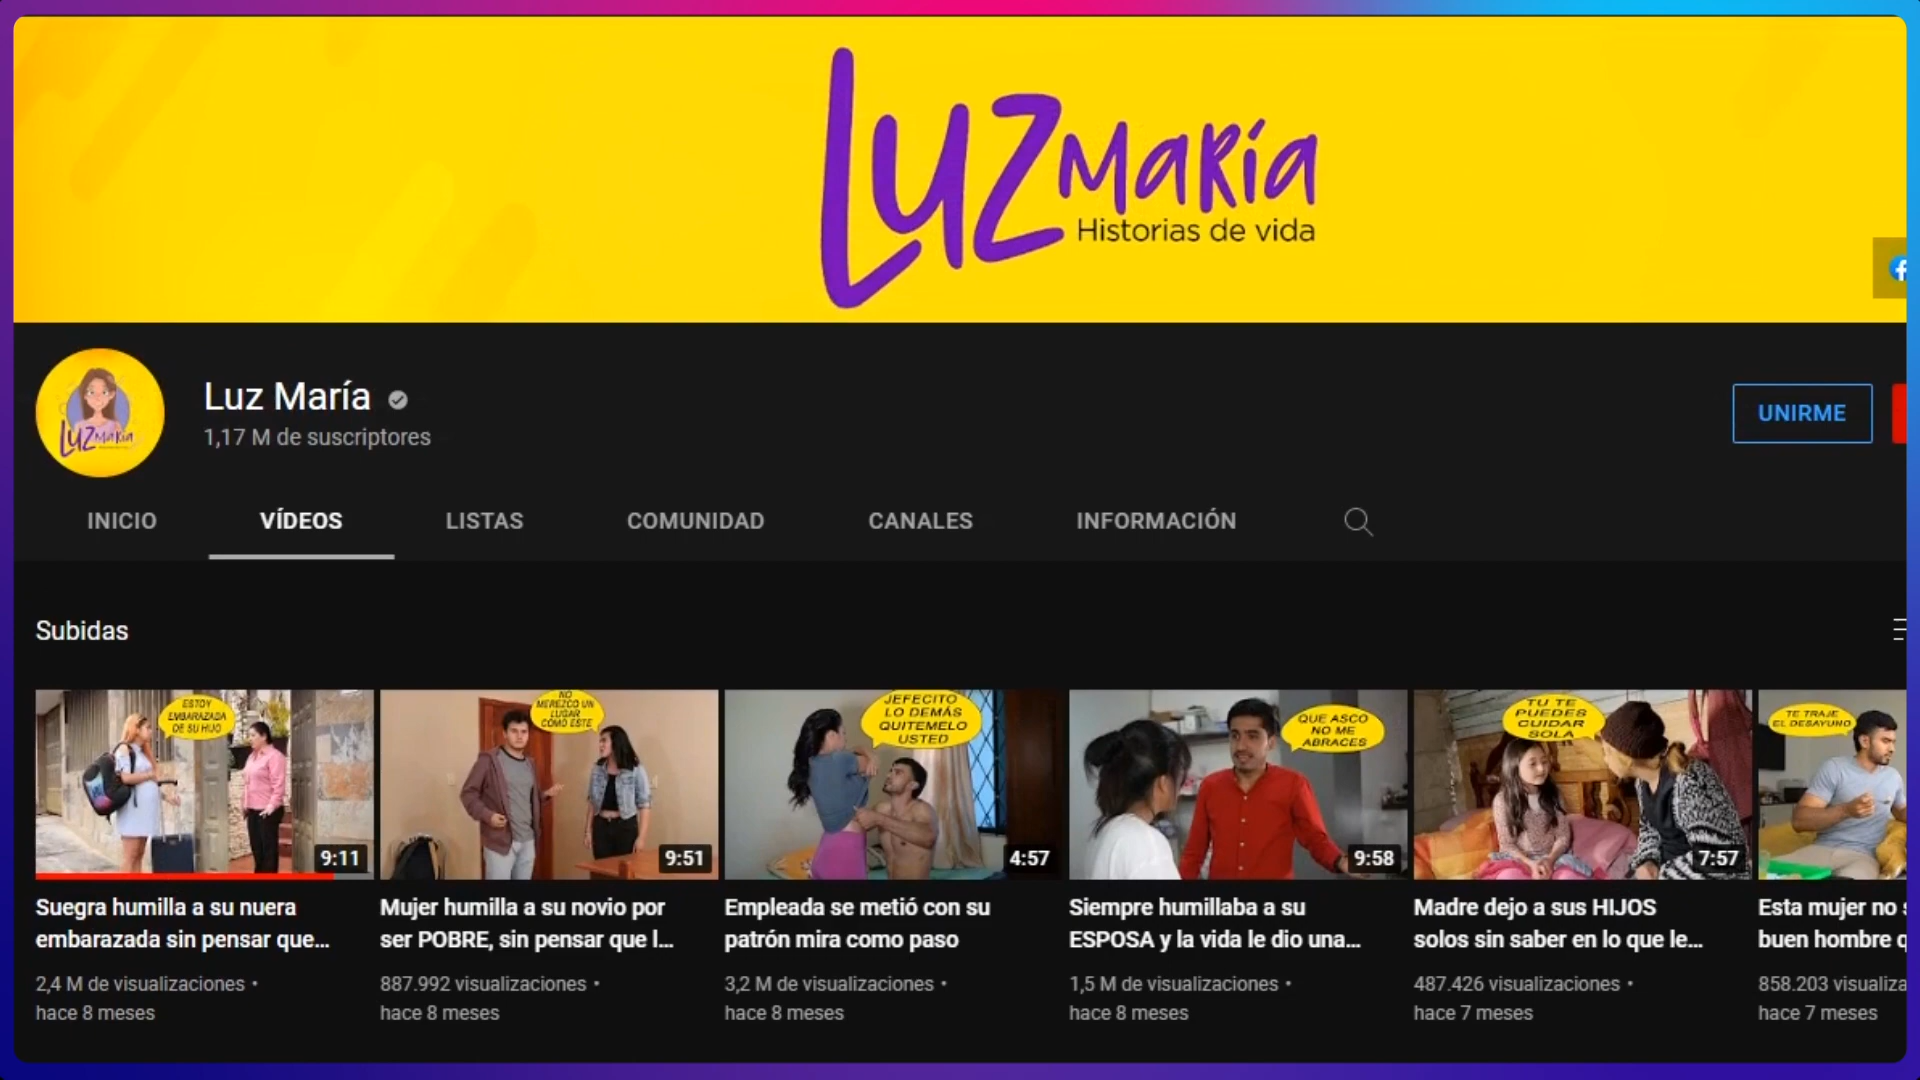 LUZ MARÍA
Historias de vida
LUZ MARÍA
Luz María
1,17 M de suscriptores
UNIRME
INICIO
VÍDEOS
LISTAS
COMUNIDAD
CANALES
INFORMACIÓN
Subidas
ESTOY
EMBARAZADA
DE SU HIJO
9:11
NO
MEREZCO UN
LUGAR
COMO ESTE
9:51
JEFECITO
LO DEMÁS
QUITEMELO
USTED
4:57
QUE ASCO
NO ME
ABRACES
9:58
TU TE
PUEDES
CUIDAR
SOLA
7:57
TE TRAJE
EL DESAYUNO
Suegra humilla a su nuera
embarazada sin pensar que...
2,4 M de visualizaciones •
hace 8 meses
Mujer humilla a su novio por
ser POBRE, sin pensar que l...
887.992 visualizaciones •
hace 8 meses
Empleada se metió con su
patrón mira como paso
3,2 M de visualizaciones •
hace 8 meses
Siempre humillaba a su
ESPOSA y la vida le dio una...
1,5 M de visualizaciones •
hace 8 meses
Madre dejo a sus HIJOS
solos sin saber en lo que le...
487.426 visualizaciones •
hace 7 meses
Esta mujer no
buen hombre
858.203 visualiza
hace 7 meses